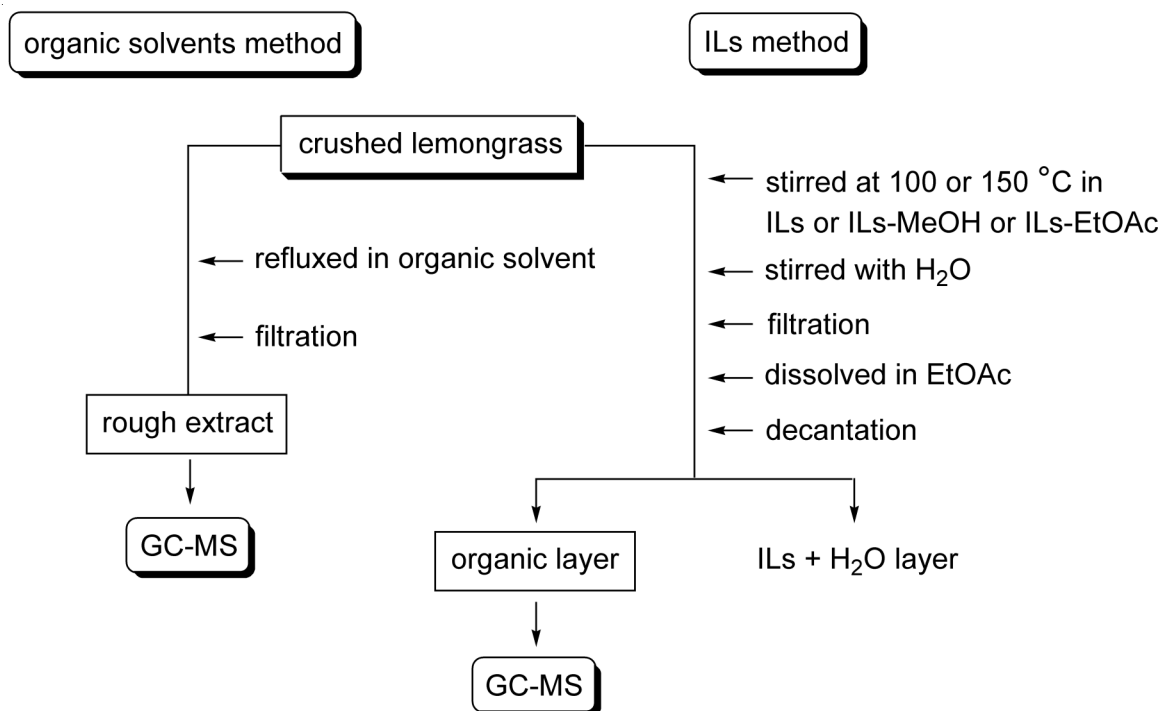 organic solvents method
ILs method
crushed lemongrass
refluxed in organic solvent
filtration
rough extract
GC-MS
stirred at 100 or 150 °C in
ILs or ILs-MeOH or ILs-EtOAc
stirred with H₂O
filtration
dissolved in EtOAc
decantation
organic layer
ILs + H₂O layer
GC-MS